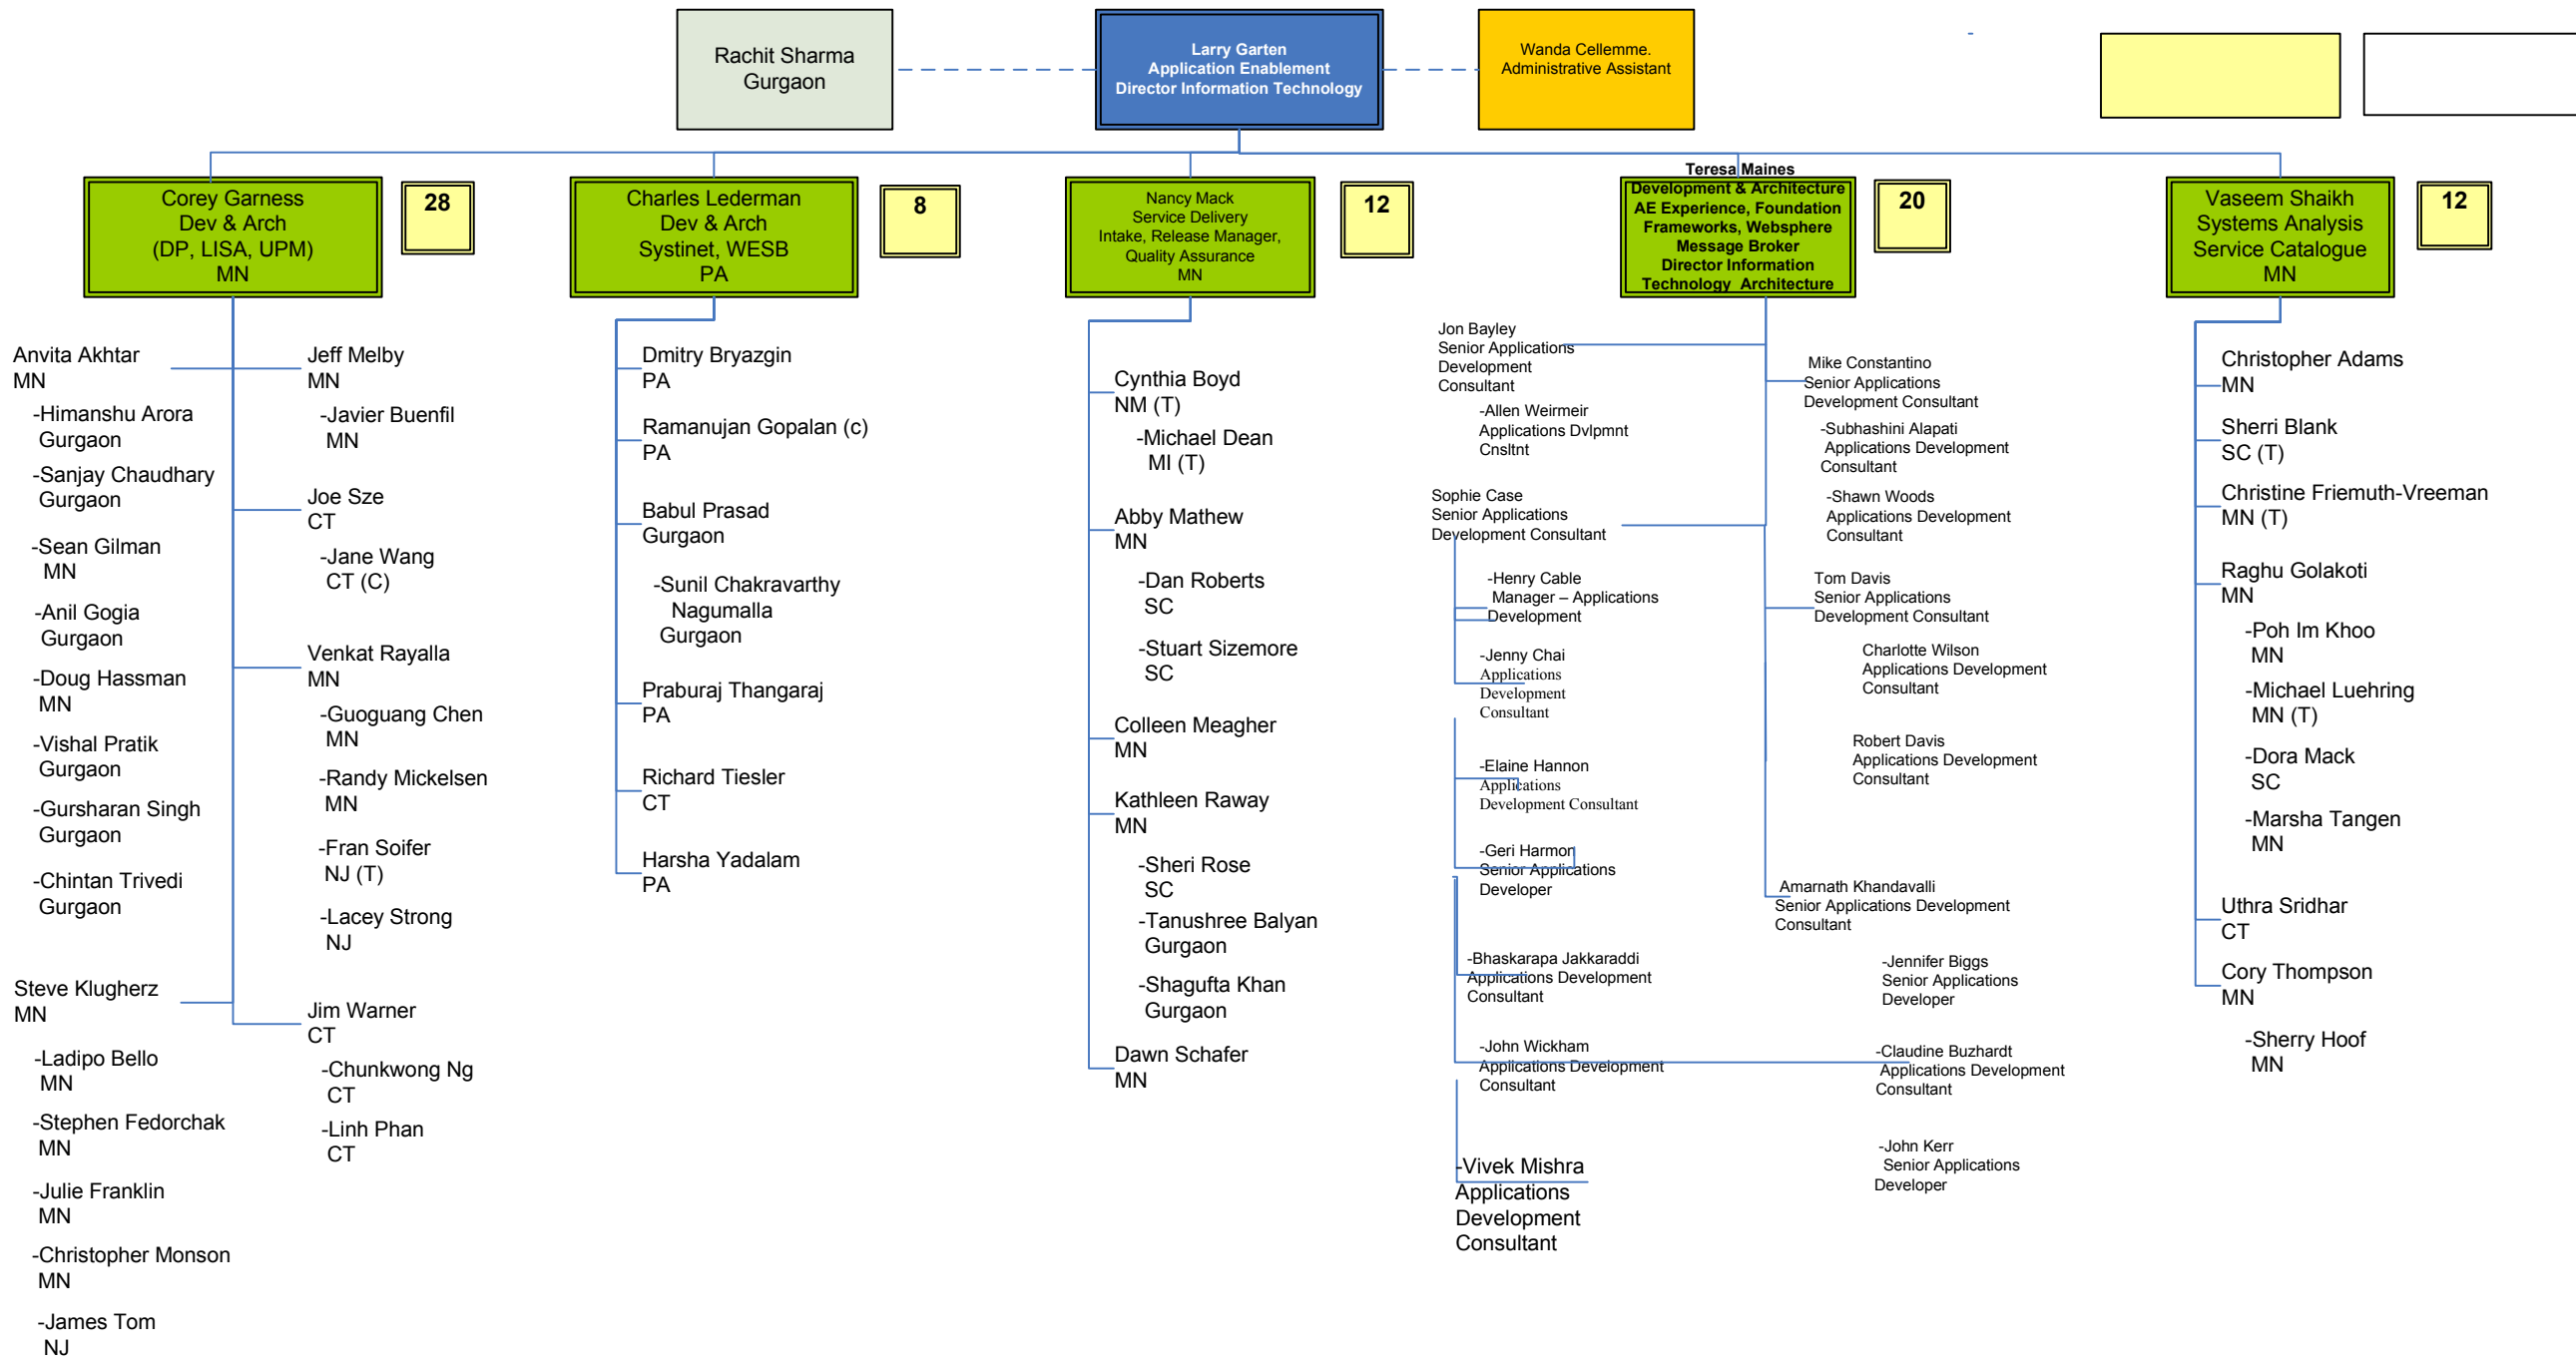 Rachit Sharma
Gurgaon
Larry Garten
Application Enablement
Director Information Technology
Wanda Cellemme.
Administrative Assistant
Corey Garness
Dev & Arch
(DP, LISA, UPM)
MN
28
Charles Lederman
Dev & Arch
Systinet, WESB
PA
8
Nancy Mack
Service Delivery
Intake, Release Manager,
Quality Assurance
MN
12
Teresa Maines
Development & Architecture
AE Experience, Foundation
Frameworks, Websphere
Message Broker
Director Information
Technology Architecture
20
Vaseem Shaikh
Systems Analysis
Service Catalogue
MN
12
Anvita Akhtar
MN
-Himanshu Arora
Gurgaon
-Sanjay Chaudhary
Gurgaon
-Sean Gilman
MN
-Anil Gogia
Gurgaon
-Doug Hassman
MN
-Vishal Pratik
Gurgaon
-Gursharan Singh
Gurgaon
-Chintan Trivedi
Gurgaon
Steve Klugherz
MN
-Ladipo Bello
MN
-Stephen Fedorchak
MN
-Julie Franklin
MN
-Christopher Monson
MN
-James Tom
NJ
Jeff Melby
MN
-Javier Buenfil
MN
Joe Sze
CT
-Jane Wang
CT (C)
Venkat Rayalla
MN
-Guoguang Chen
MN
-Randy Mickelsen
MN
-Fran Soifer
NJ (T)
-Lacey Strong
NJ
Jim Warner
CT
-Chunkwong Ng
CT
-Linh Phan
CT
Dmitry Bryazgin
PA
Ramanujan Gopalan (c)
PA
Babul Prasad
Gurgaon
-Sunil Chakravarthy
Nagumalla
Gurgaon
Praburaj Thangaraj
PA
Richard Tiesler
CT
Harsha Yadalam
PA
Cynthia Boyd
NM (T)
-Michael Dean
MI (T)
Abby Mathew
MN
-Dan Roberts
SC
-Stuart Sizemore
SC
Colleen Meagher
MN
Kathleen Raway
MN
-Sheri Rose
SC
-Tanushree Balyan
Gurgaon
-Shagufta Khan
Gurgaon
Dawn Schafer
MN
Jon Bayley
Senior Applications
Development
Consultant
-Allen Weirmeir
Applications Dvlpmnt
Cnsltnt
Sophie Case
Senior Applications
Development Consultant
-Henry Cable
Manager – Applications
Development
-Jenny Chai
Applications
Development
Consultant
-Elaine Hannon
Applications
Development Consultant
-Geri Harmon
Senior Applications
Developer
-Bhaskarapa Jakkaraddi
Applications Development
Consultant
-John Wickham
Applications Development
Consultant
-Vivek Mishra
Applications
Development
Consultant
Mike Constantino
Senior Applications
Development Consultant
-Subhashini Alapati
Applications Development
Consultant
-Shawn Woods
Applications Development
Consultant
Tom Davis
Senior Applications
Development Consultant
Charlotte Wilson
Applications Development
Consultant
Robert Davis
Applications Development
Consultant
Amarnath Khandavalli
Senior Applications Development
Consultant
-Jennifer Biggs
Senior Applications
Developer
-Claudine Buzhardt
Applications Development
Consultant
-John Kerr
Senior Applications
Developer
Christopher Adams
MN
Sherri Blank
SC (T)
Christine Friemuth-Vreeman
MN (T)
Raghu Golakoti
MN
-Poh Im Khoo
MN
-Michael Luehring
MN (T)
-Dora Mack
SC
-Marsha Tangen
MN
Uthra Sridhar
CT
Cory Thompson
MN
-Sherry Hoof
MN